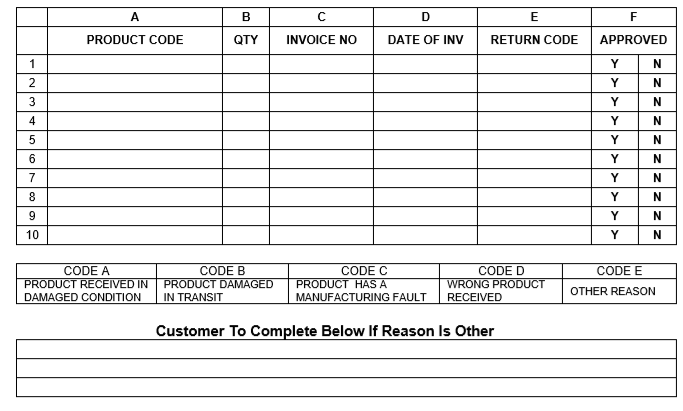 A B C D E F
PRODUCT CODE QTY INVOICE NO DATE OF INV RETURN CODE APPROVED
1 Y N
2 Y N
3 Y N
4 Y N
5 Y N
6 Y N
7 Y N
8 Y N
9 Y N
10 Y N
CODE A CODE B CODE C CODE D CODE E
PRODUCT RECEIVED IN PRODUCT DAMAGED PRODUCT HAS A WRONG PRODUCT OTHER REASON
DAMAGED CONDITION IN TRANSIT MANUFACTURING FAULT RECEIVED
Customer To Complete Below If Reason Is Other